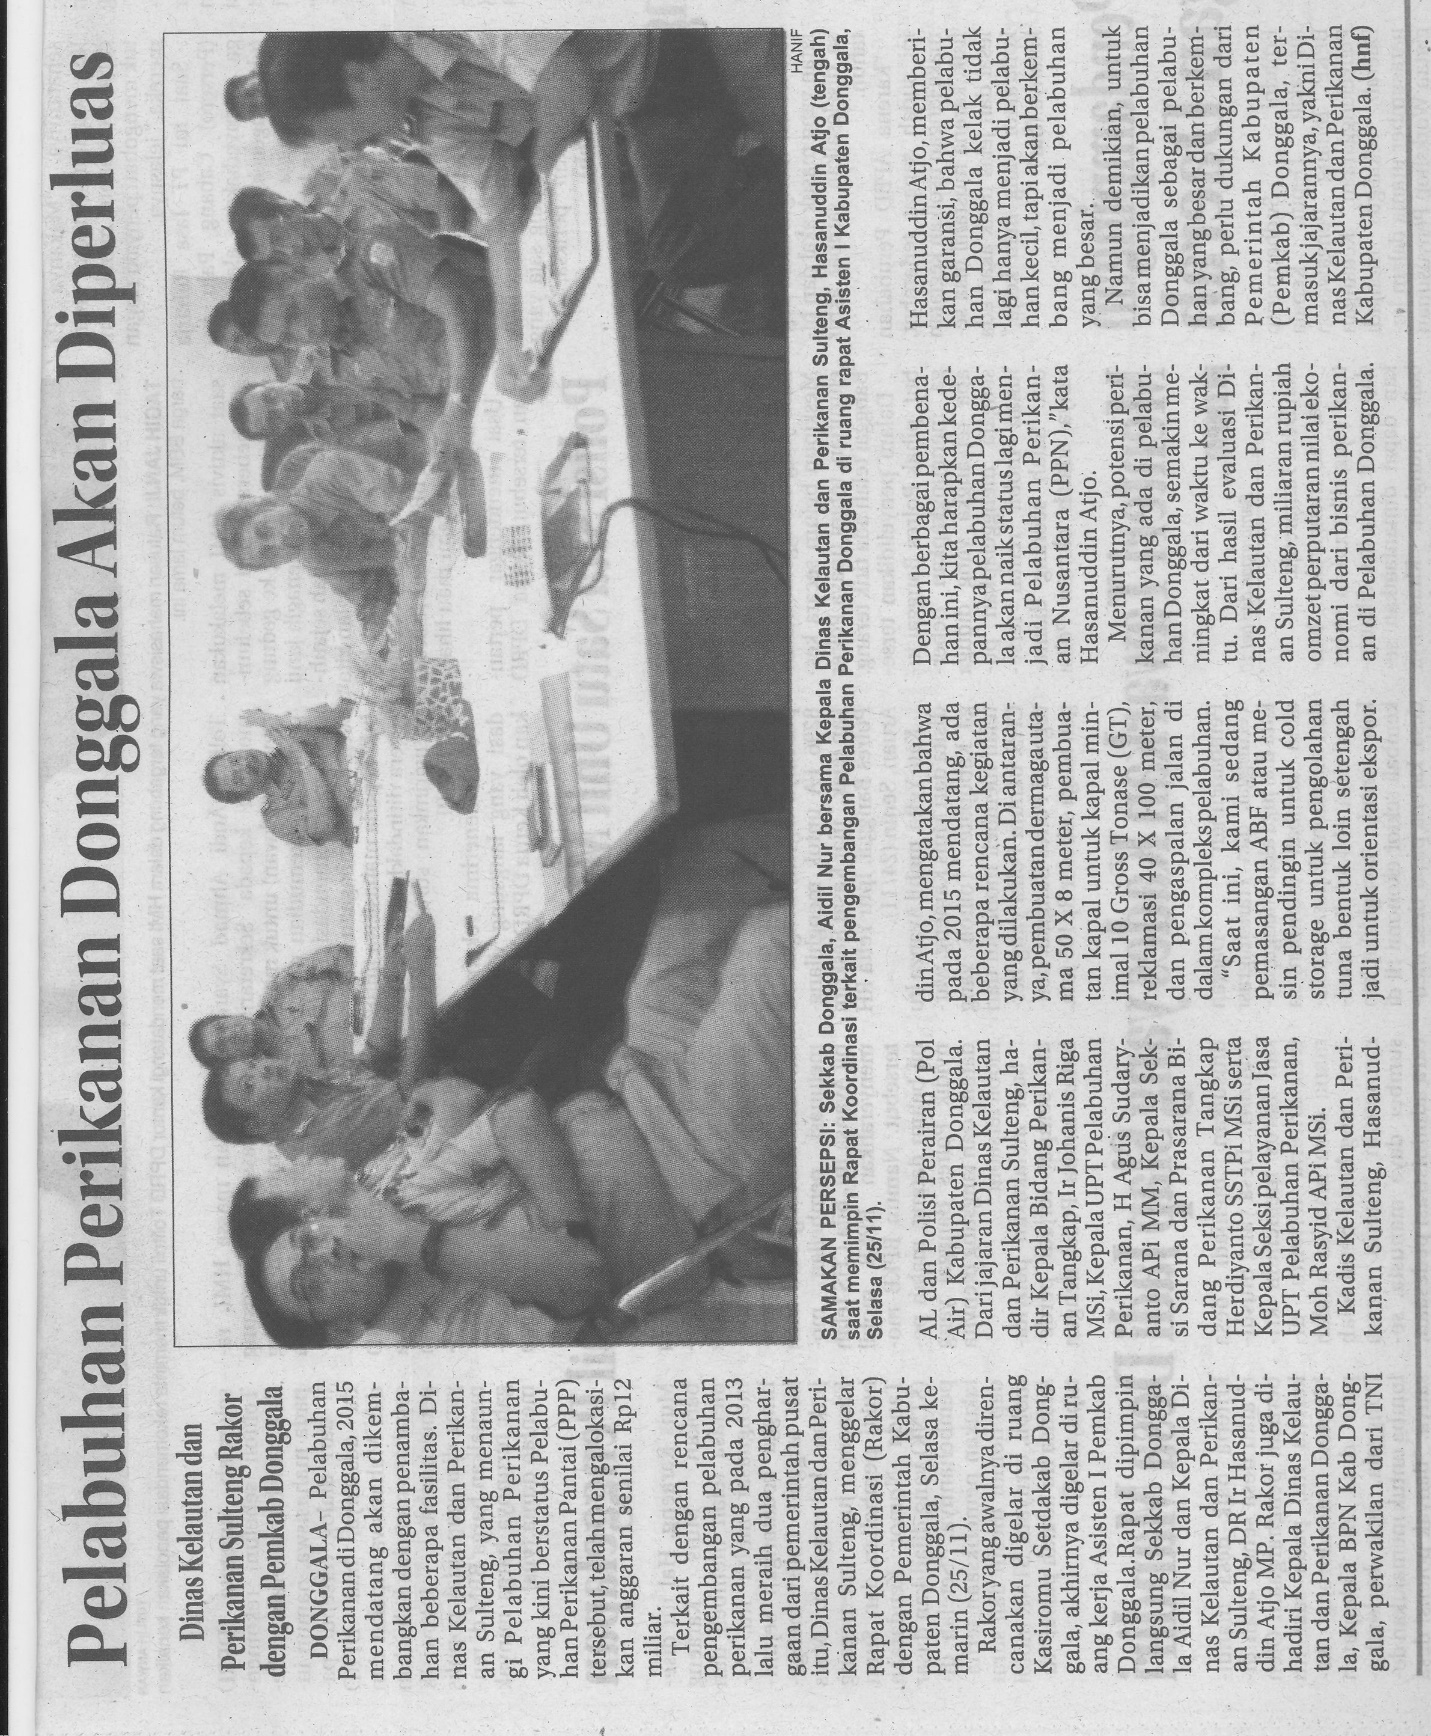 Pelabuhan Perikanan Donggala Akan Diperluas
Dinas Kelautan dan
Perikanan Sulteng Rakor
dengan Pemkab Donggala
DONGGALA– Pelabuhan
Perikanan di Donggala, 2015
mendatang akan dikem-
bangkan dengan penamba-
han beberapa fasilitas. Di-
nas Kelautan dan Perikan-
an Sulteng, yang menaun-
gi Pelabuhan Perikanan
yang kini berstatus Pelabu-
han Perikanan Pantai (PPP)
tersebut, telah mengalokasi-
kan anggaran senilai Rp12
miliar.
Terkait dengan rencana
pengembangan pelabuhan
perikanan yang pada 2013
lalu meraih dua penghar-
gaan dari pemerintah pusat
itu, Dinas Kelautan dan Peri-
kanan Sulteng, menggelar
Rapat Koordinasi (Rakor)
dengan Pemerintah Kabu-
paten Donggala, Selasa ke-
marin (25/11).
Rakor yang awalnya diren-
canakan digelar di ruang
Kasiromu Setdakab Dong-
gala, akhirnya digelar di ru-
ang kerja Asisten I Pemkab
Donggala. Rapat dipimpin
langsung Sekkab Dongga-
la Aidil Nur dan Kepala Di-
nas Kelautan dan Perikan-
an Sulteng, DR Ir Hasanud-
din Atjo MP. Rakor juga di-
hadiri Kepala Dinas Kelau-
tan dan Perikanan Dongga-
la, Kepala BPN Kab Dong-
gala, perwakilan dari TNI
HANIF
SAMAKAN PERSEPSI: Sekkab Donggala, Aidil Nur bersama Kepala Dinas Kelautan dan Perikanan Sulteng, Hasanuddin Atjo (tengah)
saat memimpin Rapat Koordinasi terkait pengembangan Pelabuhan Perikanan Donggala di ruang rapat Asisten I Kabupaten Donggala,
Selasa (25/11).
AL dan Polisi Perairan (Pol
Air) Kabupaten Donggala.
Dari jajaran Dinas Kelautan
dan Perikanan Sulteng, ha-
dir Kepala Bidang Perikan-
an Tangkap, Ir Johanis Riga
MSi, Kepala UPT Pelabuhan
Perikanan, H Agus Sudary-
anto APi MM, Kepala Sek-
si Sarana dan Prasarana Bi-
dang Perikanan Tangkap
Herdiyanto SSTPi MSi serta
Kepala Seksi pelayanan Jasa
UPT Pelabuhan Perikanan,
Moh Rasyid APi MSi.
Kadis Kelautan dan Peri-
kanan Sulteng, Hasanud-
din Atjo, mengatakan bahwa
pada 2015 mendatang, ada
beberapa rencana kegiatan
yang dilakukan. Di antaran-
ya, pembuatan dermaga uta-
ma 50 X 8 meter, pembua-
tan kapal untuk kapal min-
imal 10 Gross Tonase (GT),
reklamasi 40 X 100 meter,
dan pengaspalan jalan di
dalam kompleks pelabuhan.
“Saat ini, kami sedang
pemasangan ABF atau me-
sin pendingin untuk cold
storage untuk pengolahan
tuna bentuk loin setengah
jadi untuk orientasi ekspor.
Dengan berbagai pembena-
han ini, kita harapkan kede-
pannya pelabuhan Dongga-
la akan naik status lagi men-
jadi Pelabuhan Perikan-
an Nusantara (PPN),”kata
Hasanuddin Atjo.
Menurutnya, potensi peri-
kanan yang ada di pelabu-
han Donggala, semakin me-
ningkat dari waktu ke wak-
tu. Dari hasil evaluasi Di-
nas Kelautan dan Perikan-
an Sulteng, miliaran rupiah
omzet perputaran nilai eko-
nomi dari bisnis perikan-
an di Pelabuhan Donggala.
Hasanuddin Atjo, memberi-
kan garansi, bahwa pelabu-
han Donggala kelak tidak
lagi hanya menjadi pelabu-
han kecil, tapi akan berkem-
bang menjadi pelabuhan
yang besar.
Namun demikian, untuk
bisa menjadikan pelabuhan
Donggala sebagai pelabu-
han yang besar dan berkem-
bang, perlu dukungan dari
Pemerintah Kabupaten
(Pemkab) Donggala, ter-
masuk jajarannya, yakni Di-
nas Kelautan dan Perikanan
Kabupaten Donggala. (hnf)